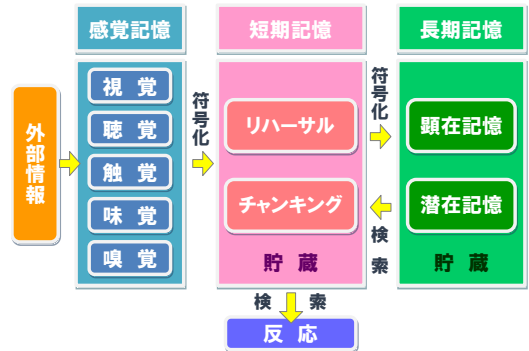 感覚記憶
短期記憶
長期記憶
外部情報
視覚
聴覚
触覚
味覚
嗅覚
符号化
リハーサル
チャンキング
貯蔵
符号化
検索
顕在記憶
潜在記憶
貯蔵
検索
反応